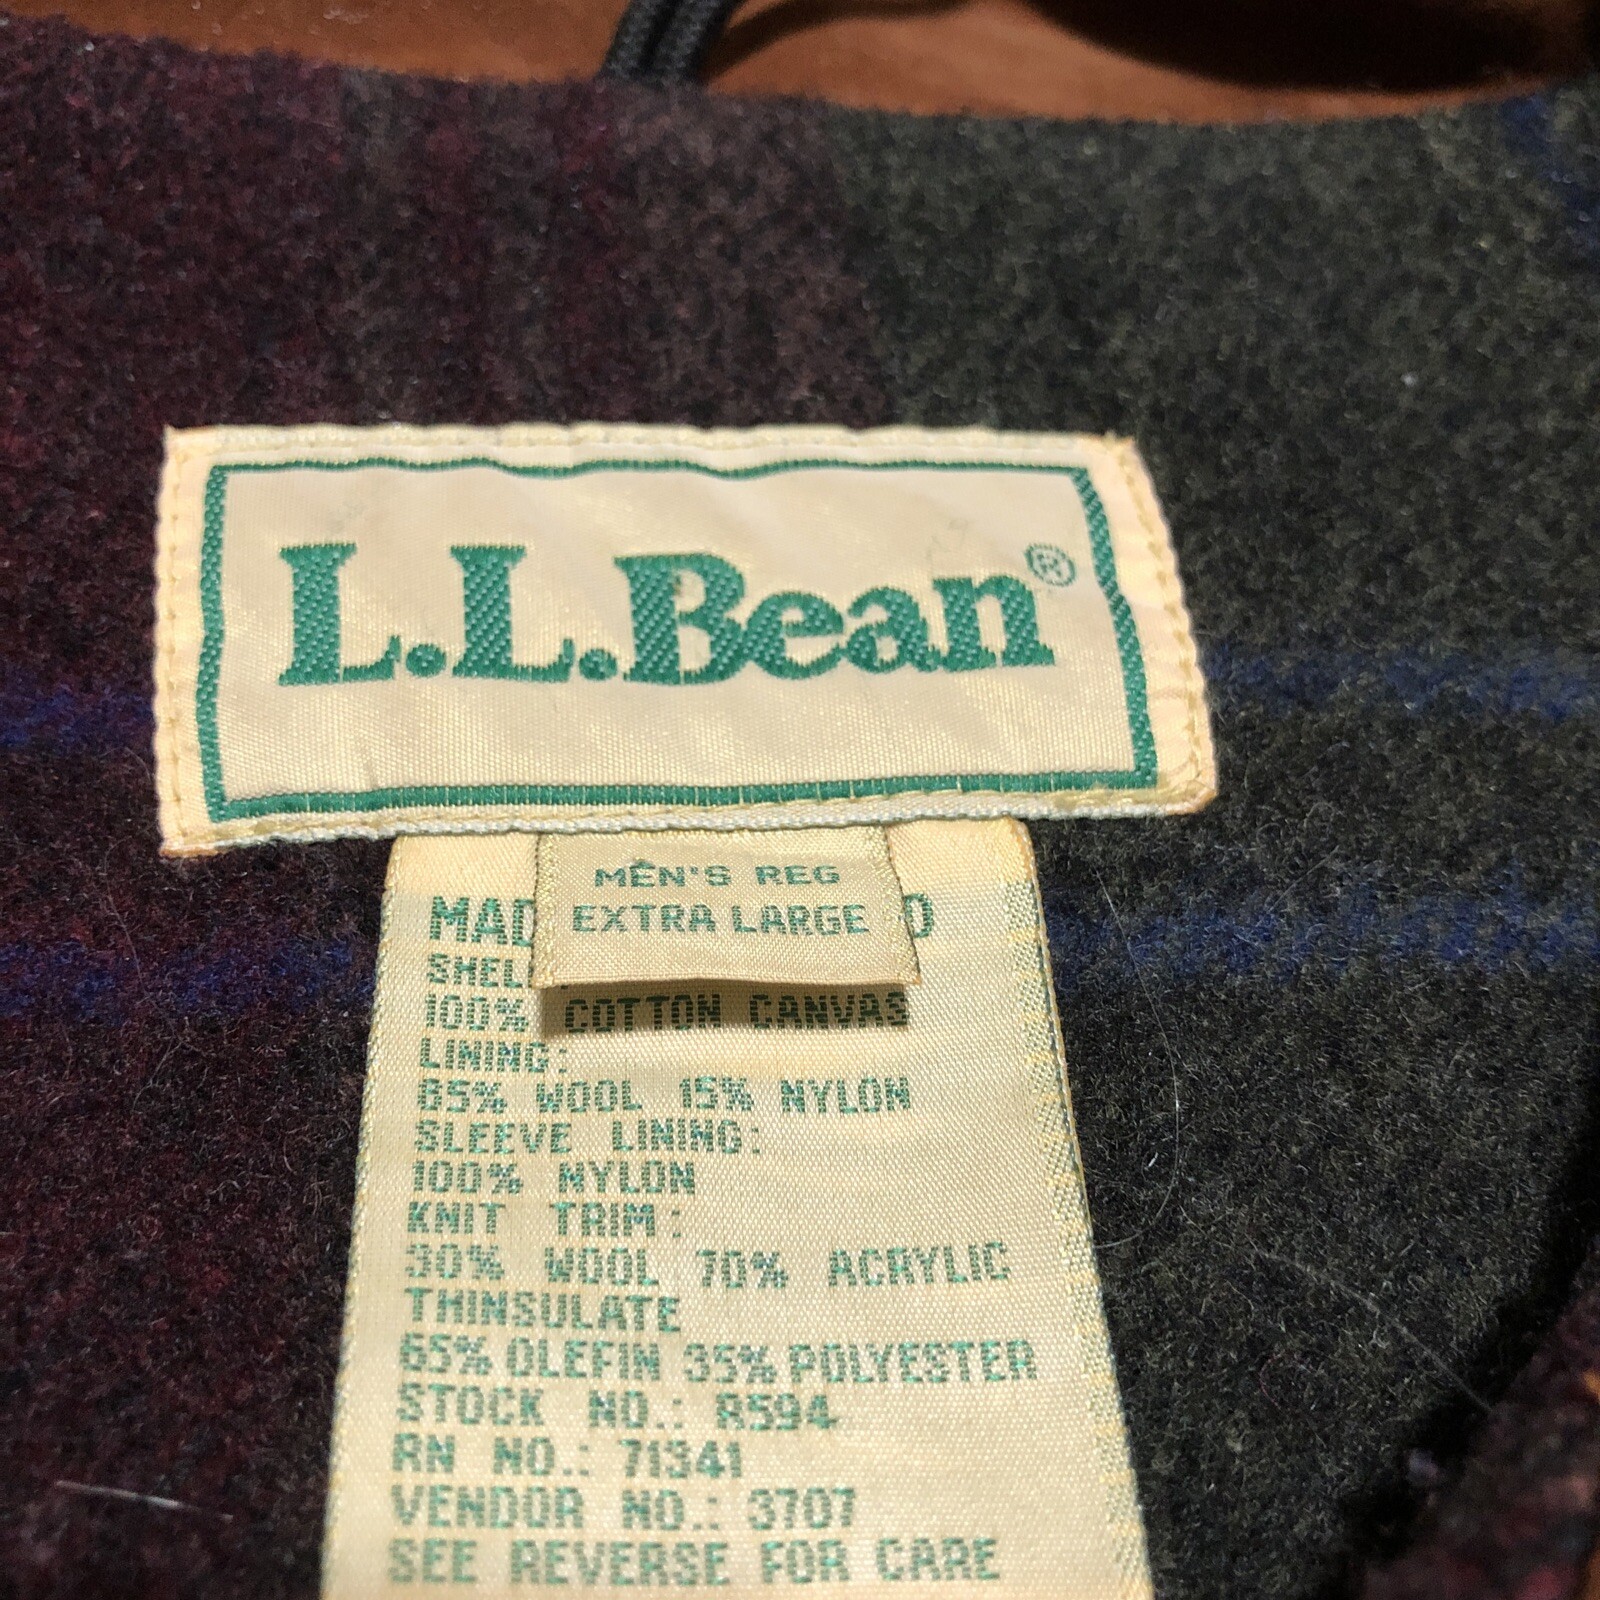 L.L.Bean®
MEN'S REG
EXTRA LARGE
100% COTTON CANVAS
LINING:
85% WOOL 15% NYLON
SLEEVE LINING:
100% NYLON
KNIT TRIM:
30% WOOL 70% ACRYLIC
THINSULATE
65% OLEFIN 35% POLYESTER
STOCK NO.: R594
RN NO.: 71341
VENDOR NO.: 3707
SEE REVERSE FOR CARE